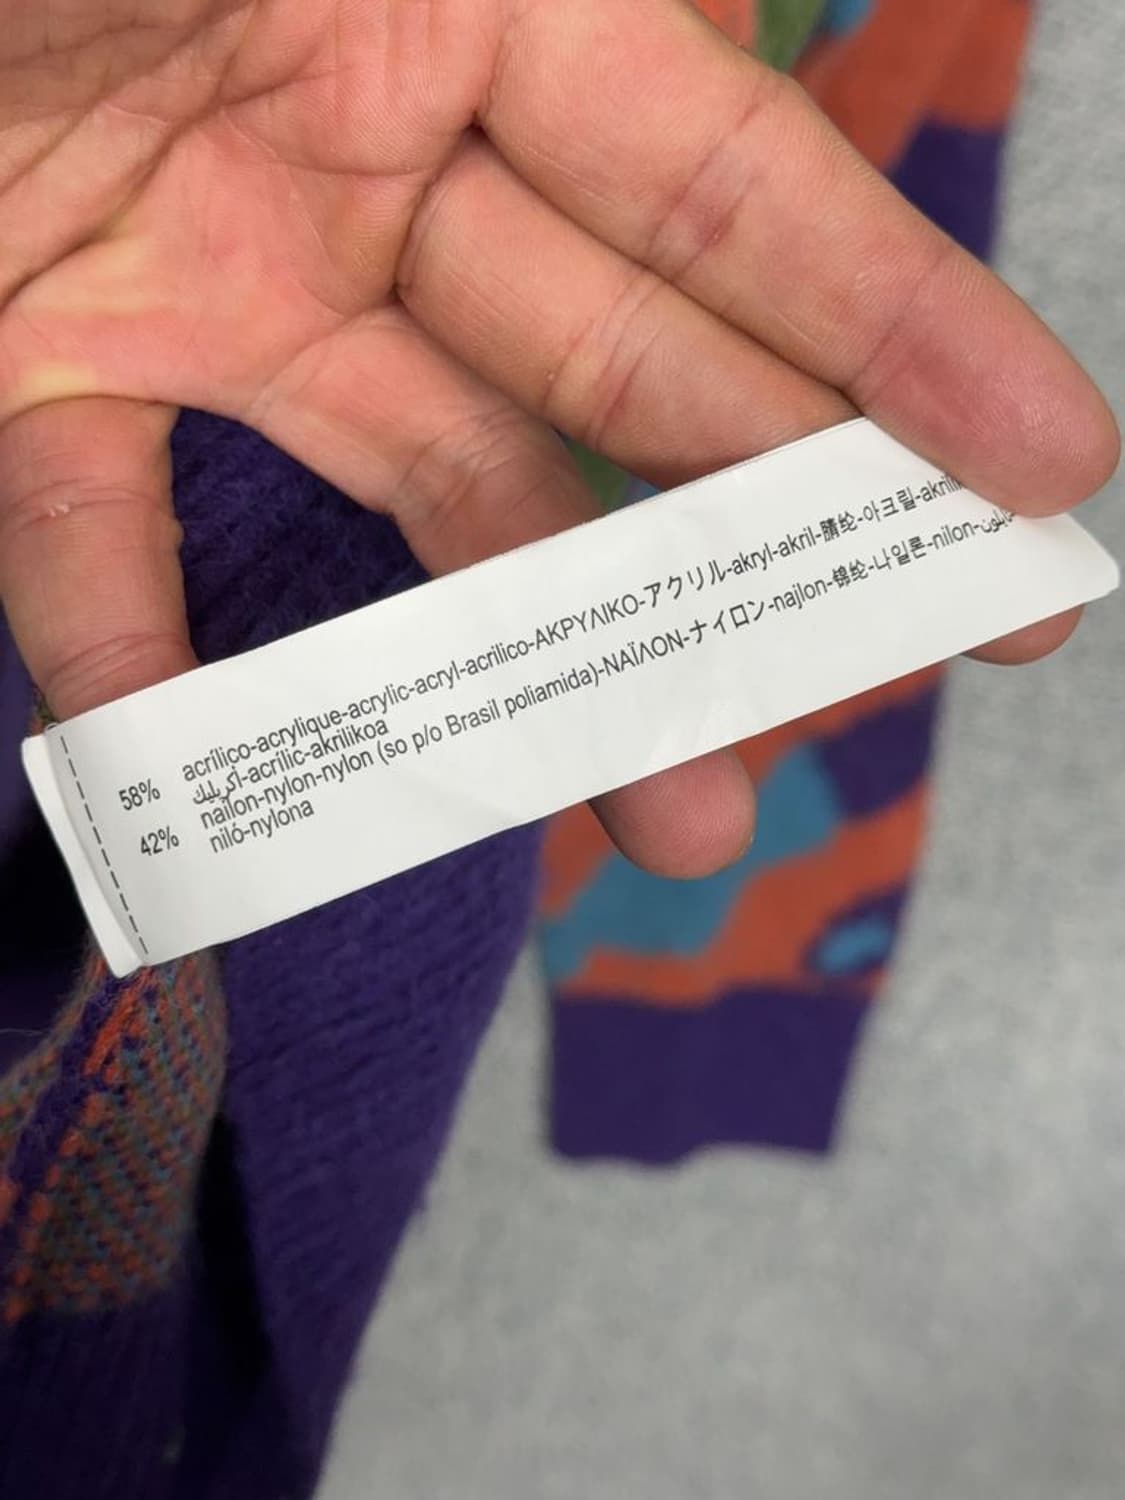 58% acrílico-acrylique-acrylic-acryl-acrilico-ΑΚΡΥΛΙΚΟ-アクリル-akryl-akril-腈纶-아크릴-
أكريليك-acrílic-akrilikoa
42% nailon-nylon-nylon (so p/o Brasil poliamida)-ΝΑΪΛΟΝ-ナイロン-najlon-锦纶-나일론-nilon-نايلون
niló-nylona